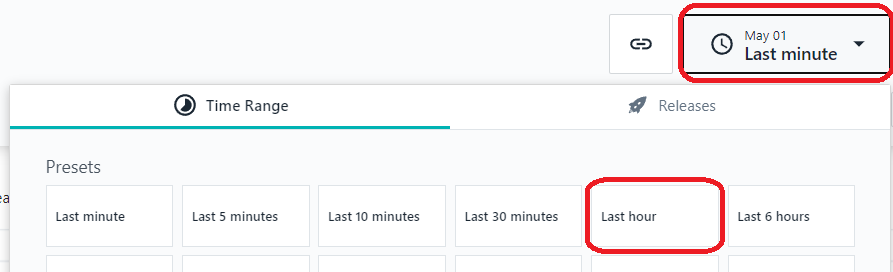 May 01
Last minute
Time Range
Releases
Presets
Last minute
Last 5 minutes
Last 10 minutes
Last 30 minutes
Last hour
Last 6 hours
ea